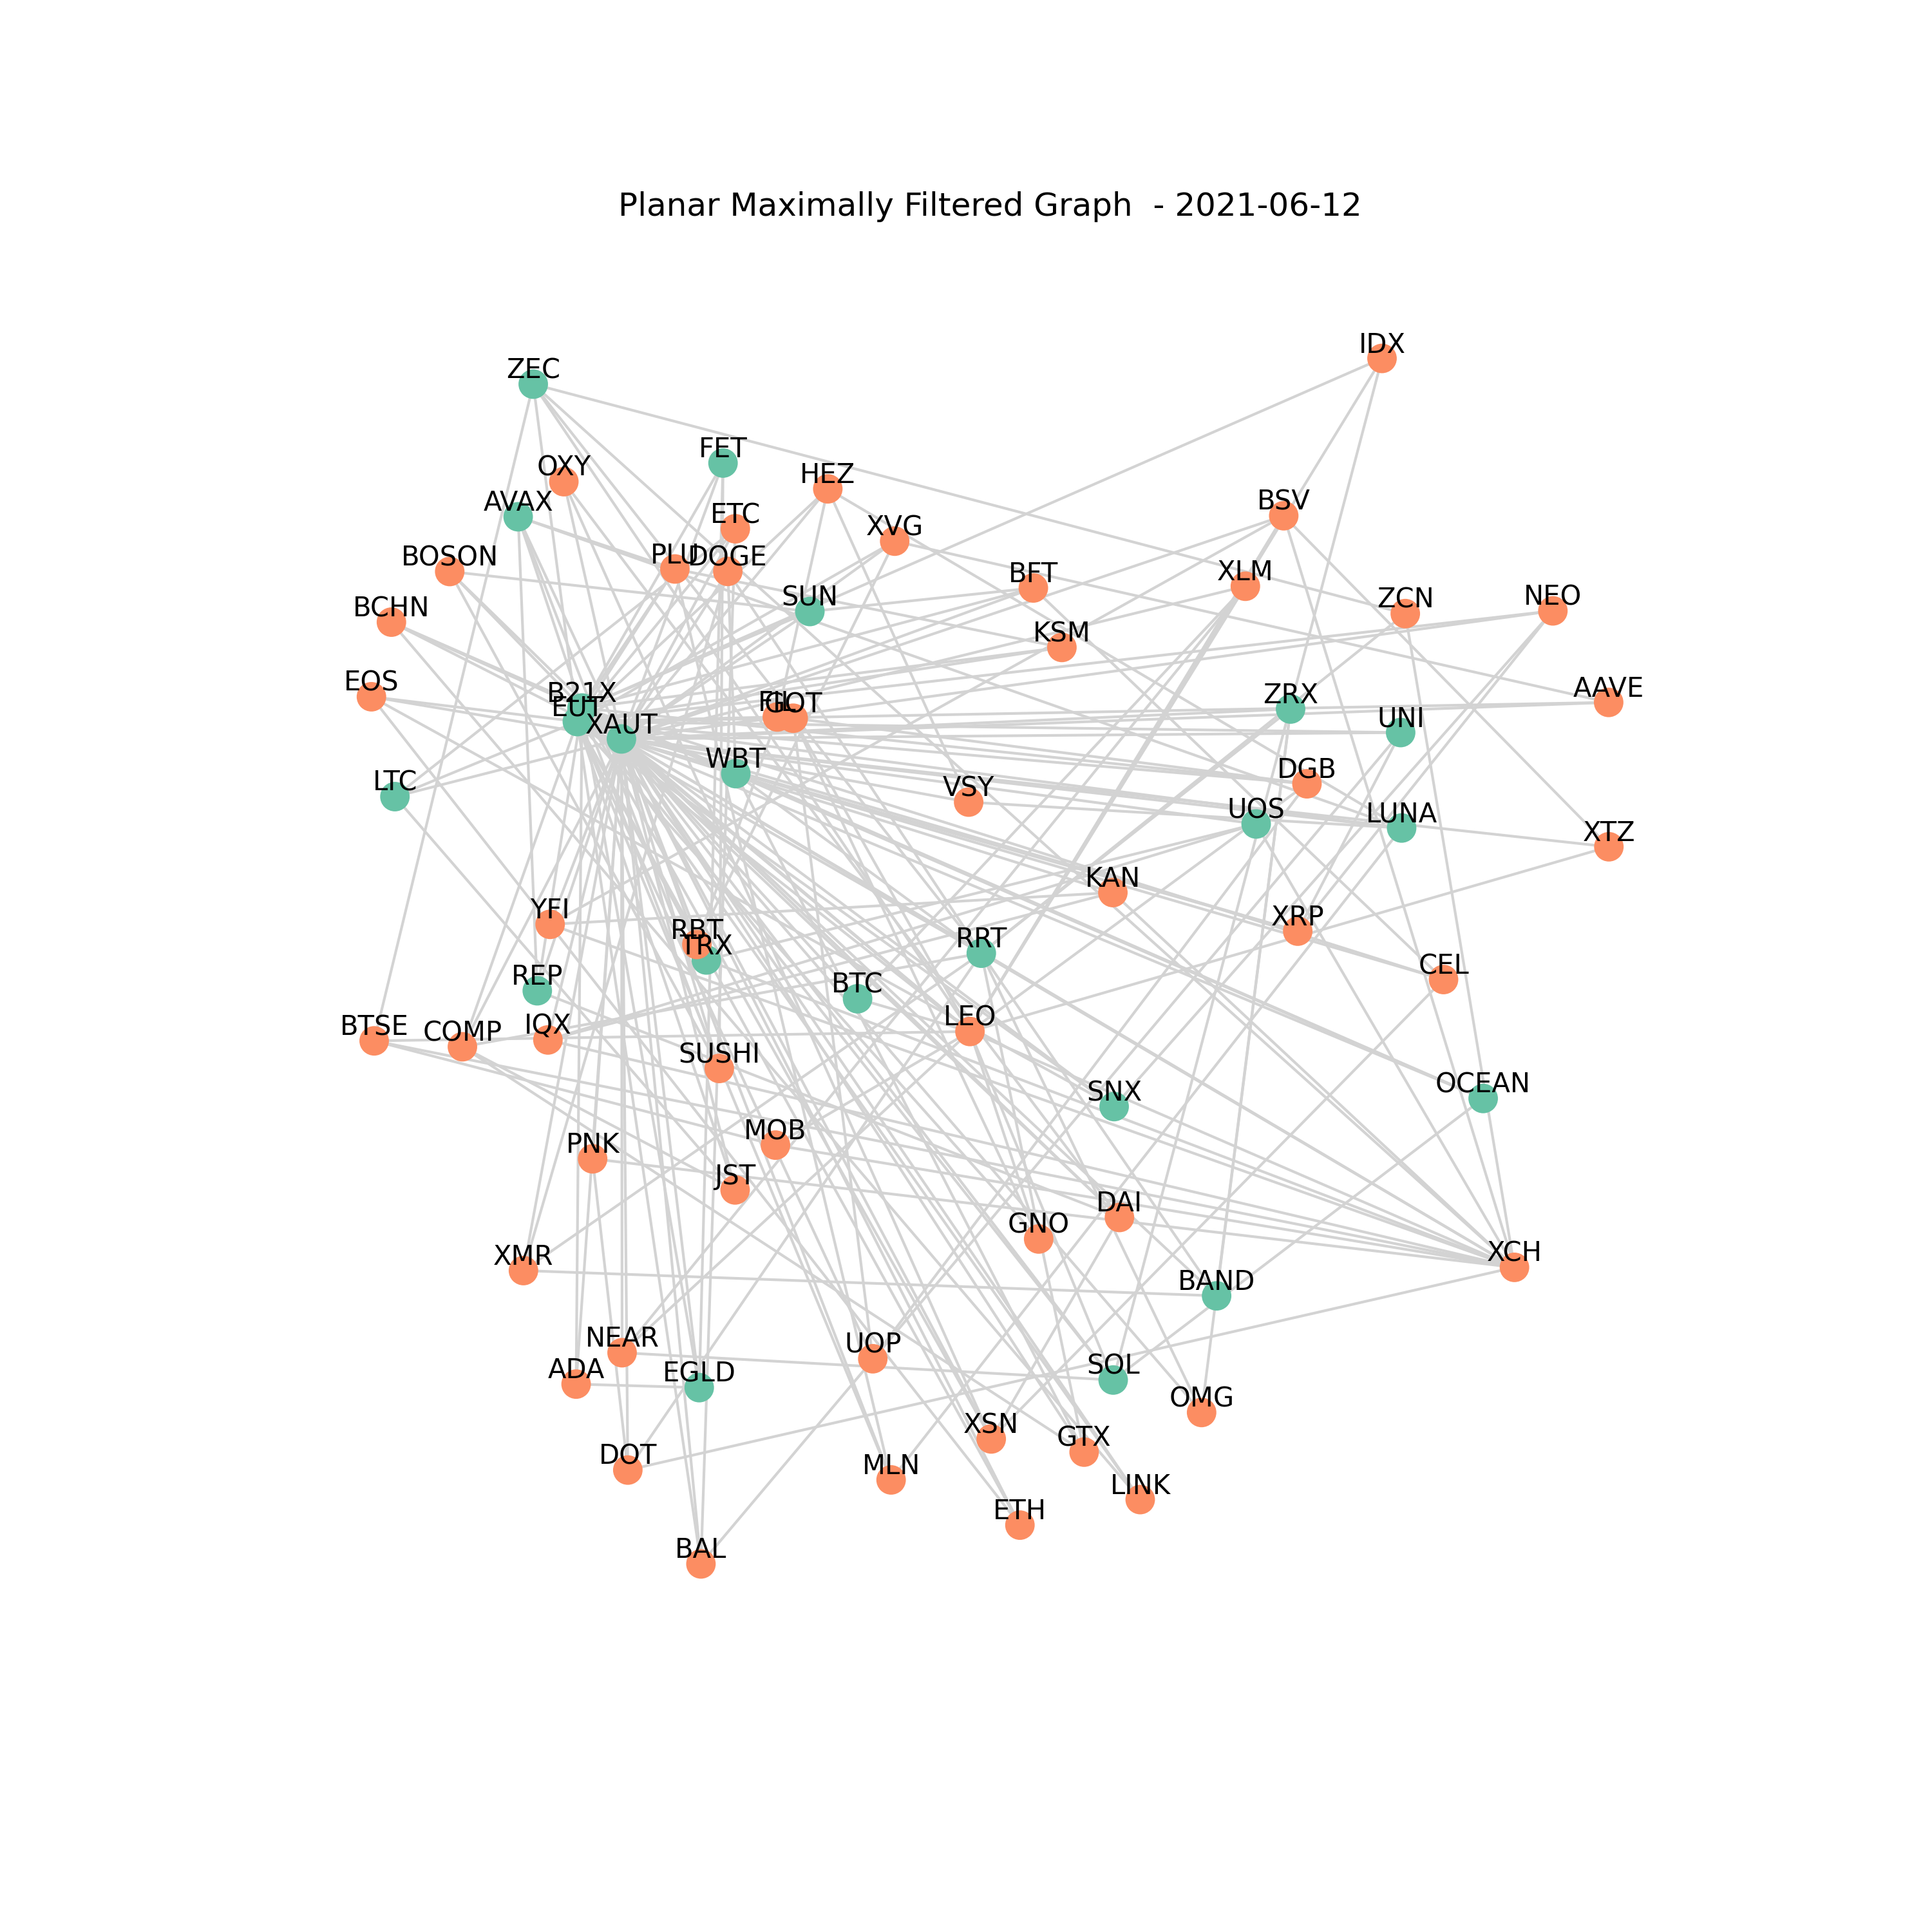 Planar Maximally Filtered Graph - 2021-06-12
IDX
ZEC
FET
OXY
HEZ
AVAX
ETC
BSV
XVG
BOSON
PLU
DOGE
BFT
XLM
BCHN
SUN
ZCN
NEO
KSM
EOS
B21X
EUT
XAUT
GOT
ZRX
UNI
AAVE
WBT
LTC
VSY
DGB
UOS
LUNA
XTZ
KAN
YFI
RBT
TRX
RRT
XRP
REP
BTC
CEL
BTSE
COMP
IQX
LEO
SUSHI
SNX
OCEAN
PNK
MOB
JST
DAI
GNO
XMR
BAND
XCH
NEAR
UOP
ADA
EGLD
SOL
OMG
DOT
XSN
GTX
MLN
LINK
ETH
BAL